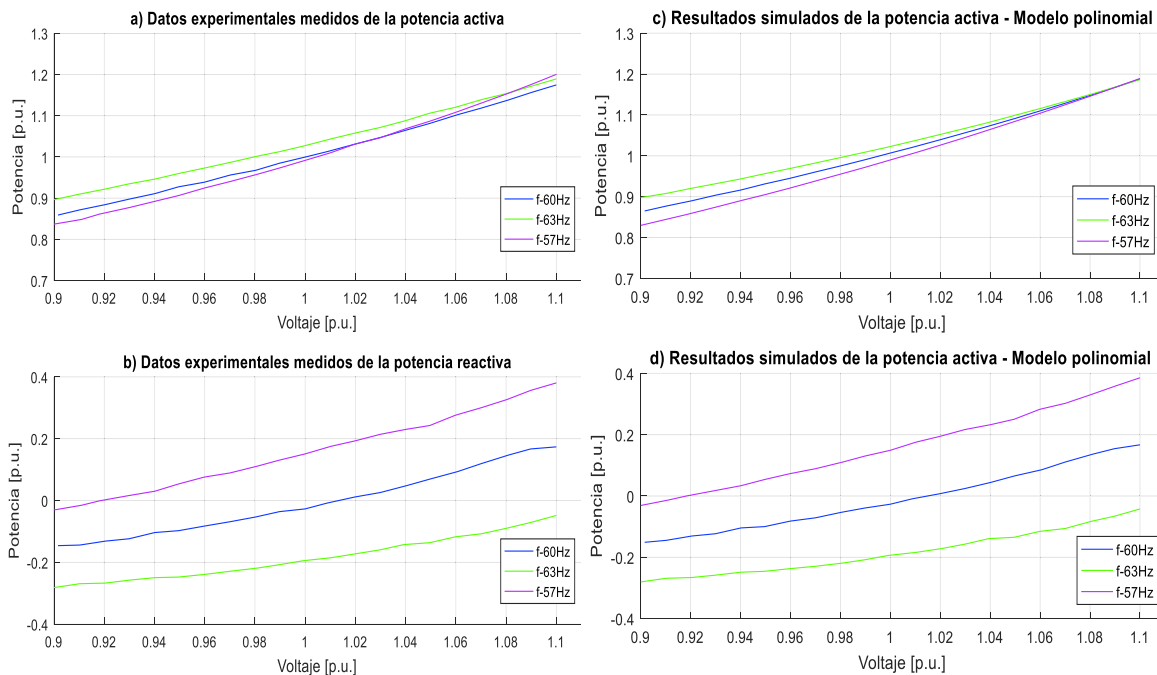 a) Datos experimentales medidos de la potencia activa
1.3
1.2
1.1
1
0.9
0.8
0.7
Potencia [p.u.]
f-60Hz
f-63Hz
f-57Hz
0.9 0.92 0.94 0.96 0.98 1 1.02 1.04 1.06 1.08 1.1
Voltaje [p.u.]
c) Resultados simulados de la potencia activa - Modelo polinomial
1.3
1.2
1.1
1
0.9
0.8
0.7
Potencia [p.u.]
f-60Hz
f-63Hz
f-57Hz
0.9 0.92 0.94 0.96 0.98 1 1.02 1.04 1.06 1.08 1.1
Voltaje [p.u.]
b) Datos experimentales medidos de la potencia reactiva
0.4
0.2
0
-0.2
-0.4
Potencia [p.u.]
f-60Hz
f-63Hz
f-57Hz
0.9 0.92 0.94 0.96 0.98 1 1.02 1.04 1.06 1.08 1.1
Voltaje [p.u.]
d) Resultados simulados de la potencia activa - Modelo polinomial
0.4
0.2
0
-0.2
-0.4
Potencia [p.u.]
f-60Hz
f-63Hz
f-57Hz
0.9 0.92 0.94 0.96 0.98 1 1.02 1.04 1.06 1.08 1.1
Voltaje [p.u.]